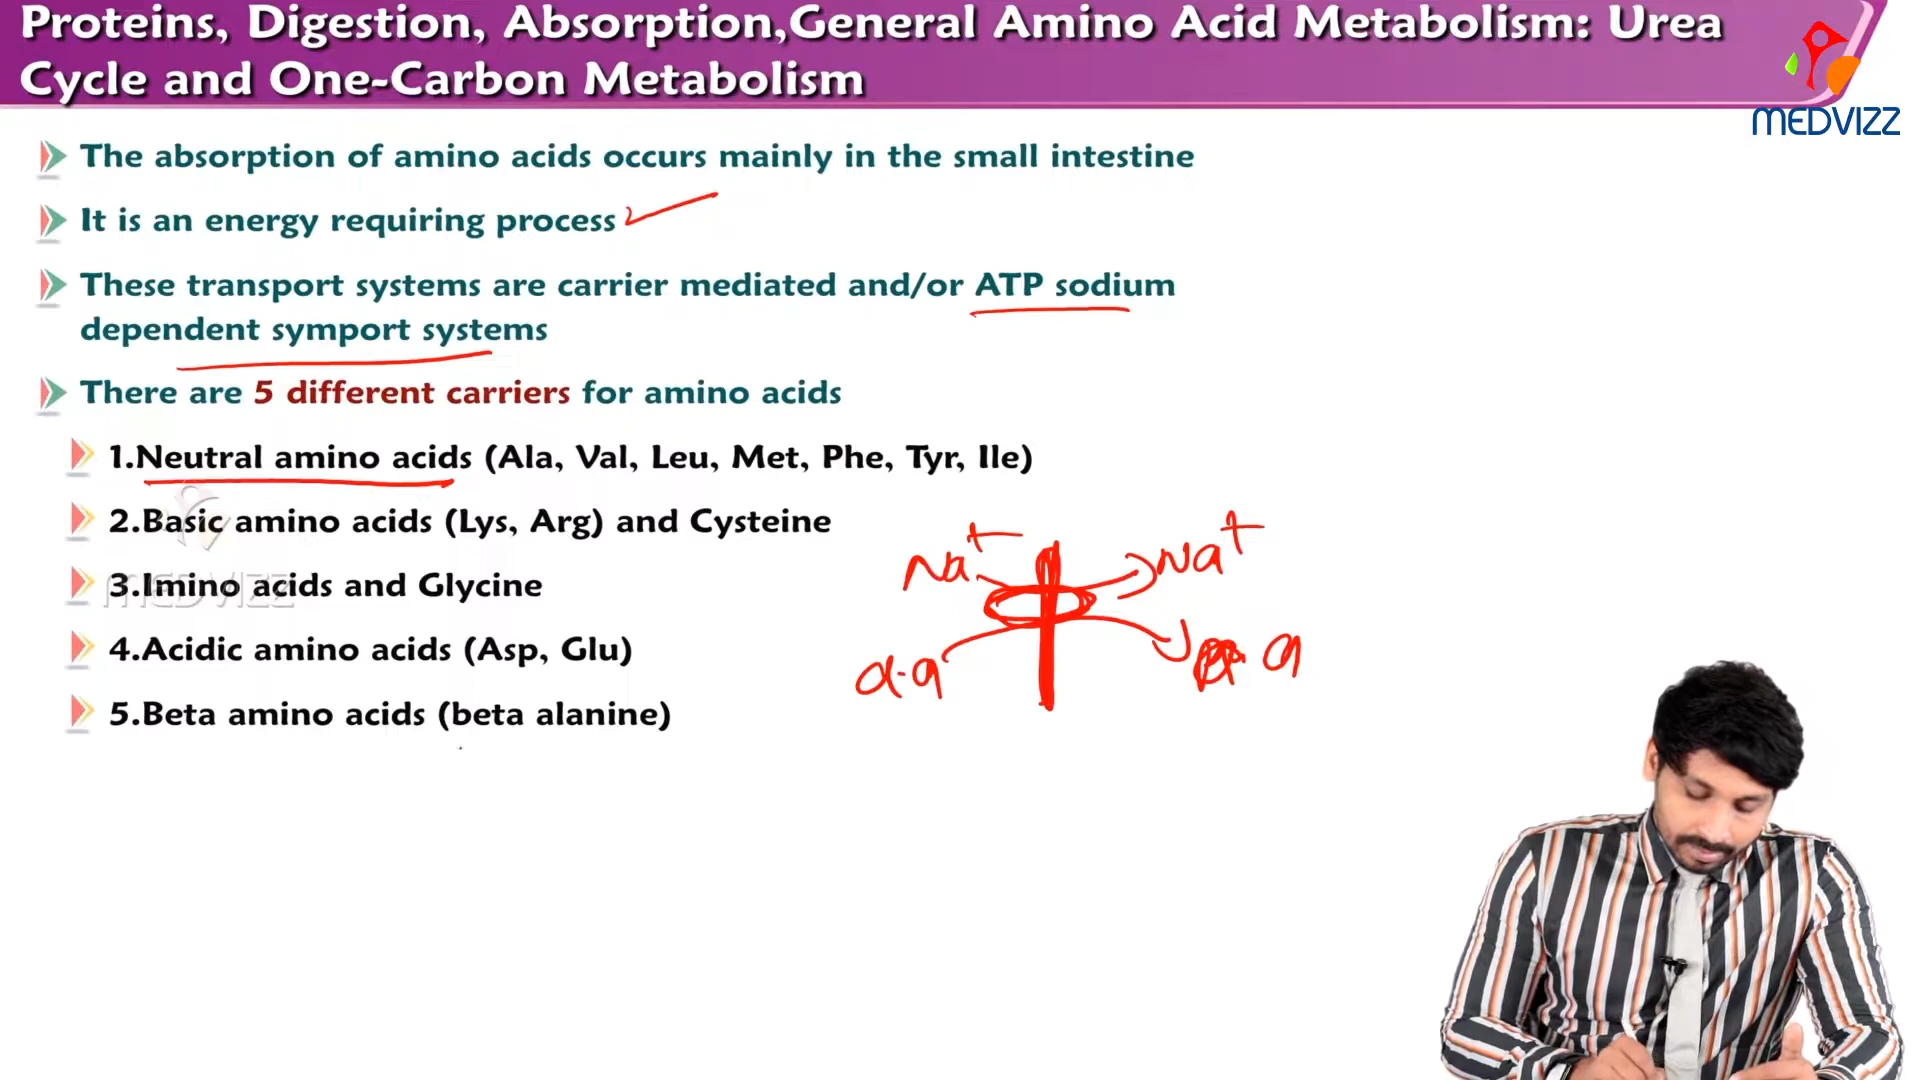 Proteins, Digestion, Absorption,General Amino Acid Metabolism: Urea
Cycle and One-Carbon Metabolism
MEDVIZZ
The absorption of amino acids occurs mainly in the small intestine
It is an energy requiring process
These transport systems are carrier mediated and/or ATP sodium
dependent symport systems
There are 5 different carriers for amino acids
1.Neutral amino acids (Ala, Val, Leu, Met, Phe, Tyr, Ile)
2.Basic amino acids (Lys, Arg) and Cysteine
3.Imino acids and Glycine
4.Acidic amino acids (Asp, Glu)
5.Beta amino acids (beta alanine)
MEDVIZZ
Na+
Na+
a.a
a